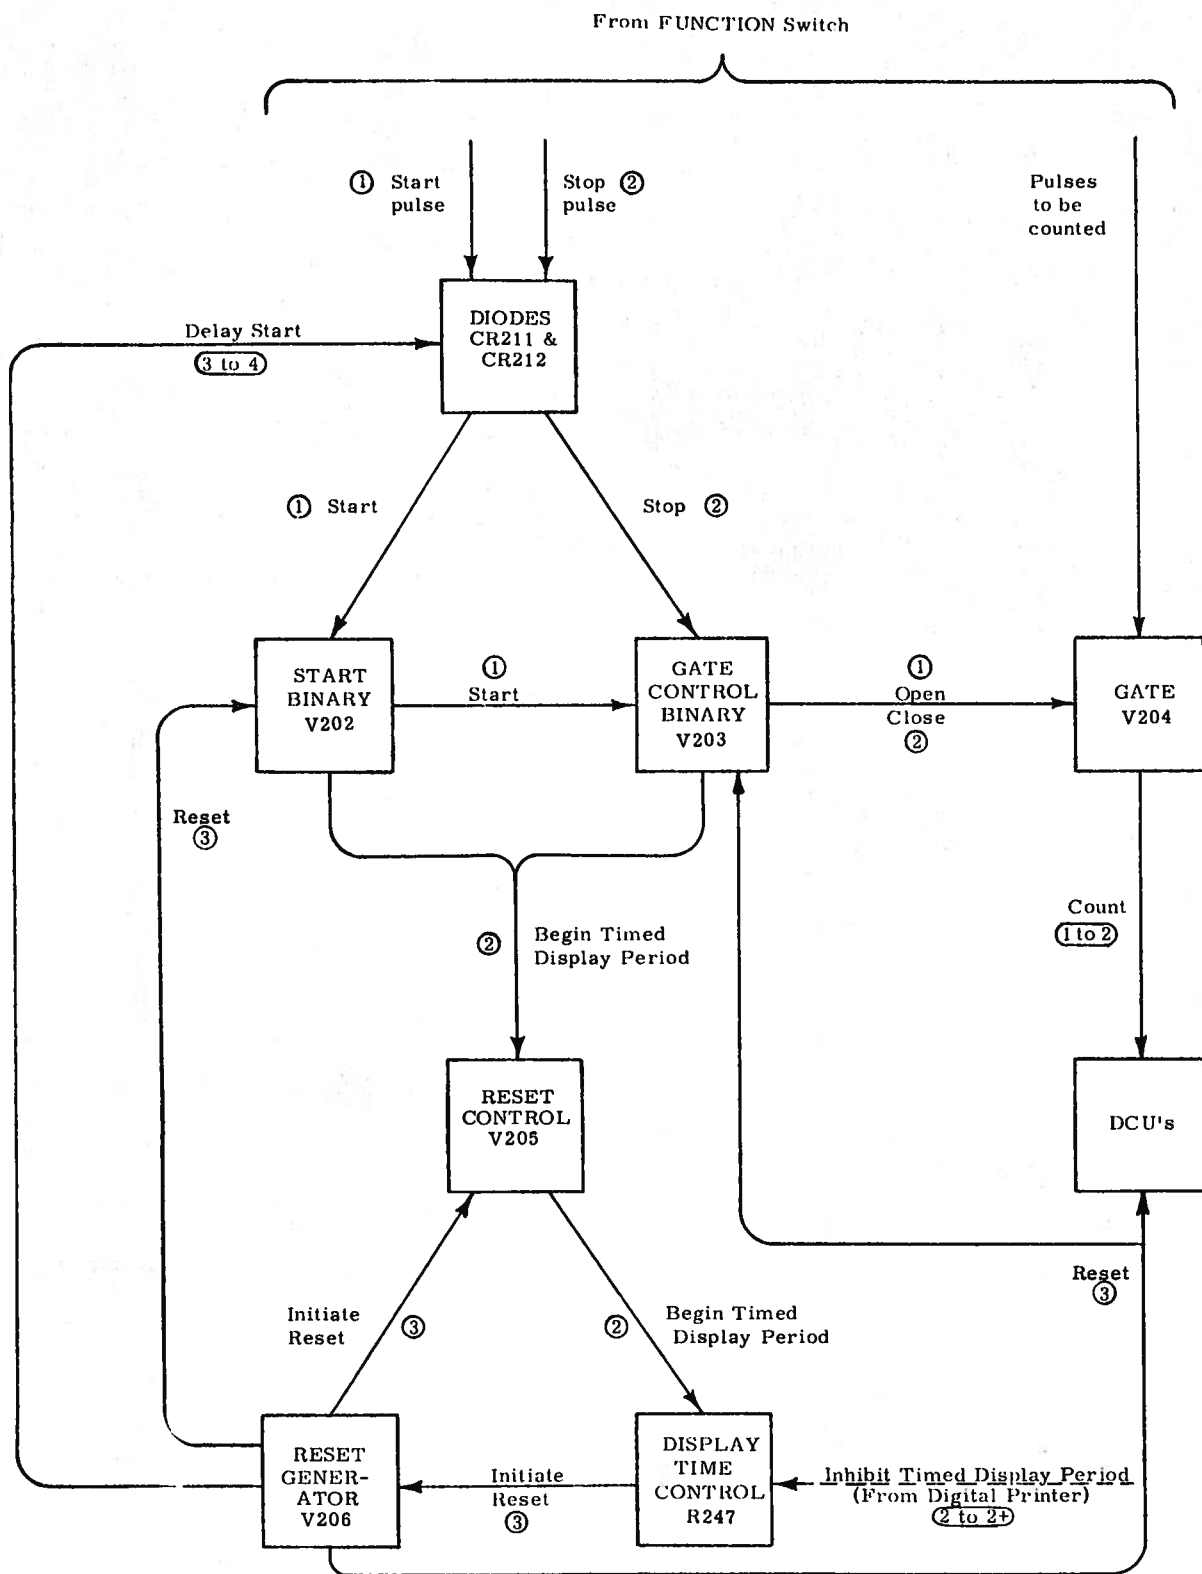 From FUNCTION Switch
① Start
pulse
Stop ②
pulse
Pulses
to be
counted
DIODES
CR211 &
CR212
Delay Start
3 to 4
① Start
Stop ②
START
BINARY
V202
①
Start
GATE
CONTROL
BINARY
V203
①
Open
Close
②
GATE
V204
Reset
③
②
Begin Timed
Display Period
Count
1 to 2
RESET
CONTROL
V205
DCU's
Reset
③
Initiate
Reset
③
②
Begin Timed
Display Period
RESET
GENER-
ATOR
V206
Initiate
Reset
③
DISPLAY
TIME
CONTROL
R247
Inhibit Timed Display Period
(From Digital Printer)
2 to 2+